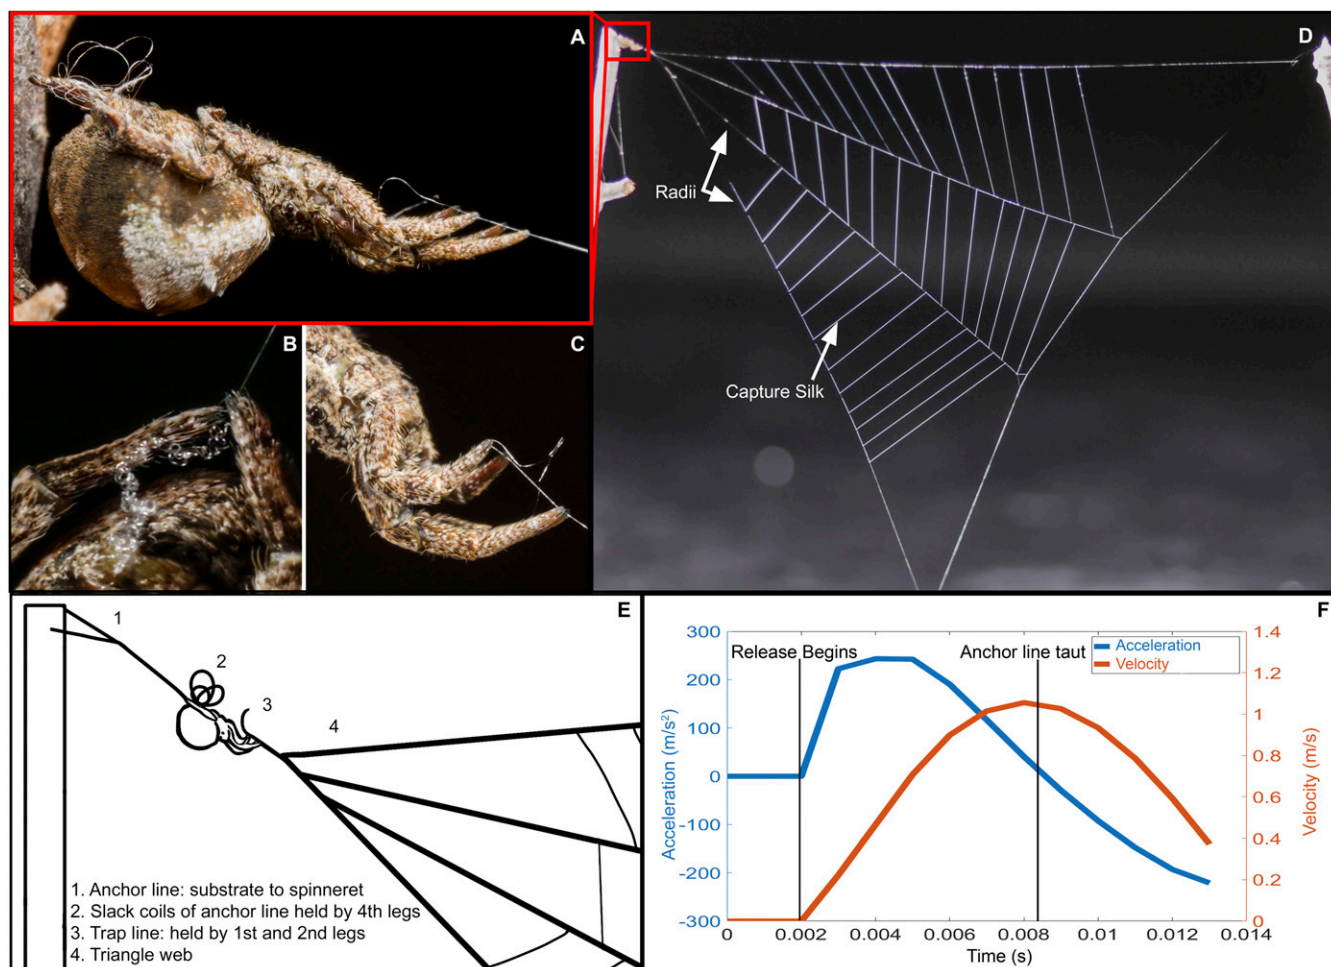 A
D
Radii
Capture Silk
B
C
E
1
2
3
4
1. Anchor line: substrate to spinneret
2. Slack coils of anchor line held by 4th legs
3. Trap line: held by 1st and 2nd legs
4. Triangle web
F
300
200
100
0
-100
-200
-300
Acceleration (m/s²)
Release Begins
Anchor line taut
Acceleration
Velocity
1.4
1.2
1
0.8
0.6
0.4
0.2
0
Velocity (m/s)
0 0.002 0.004 0.006 0.008 0.01 0.012 0.014
Time (s)